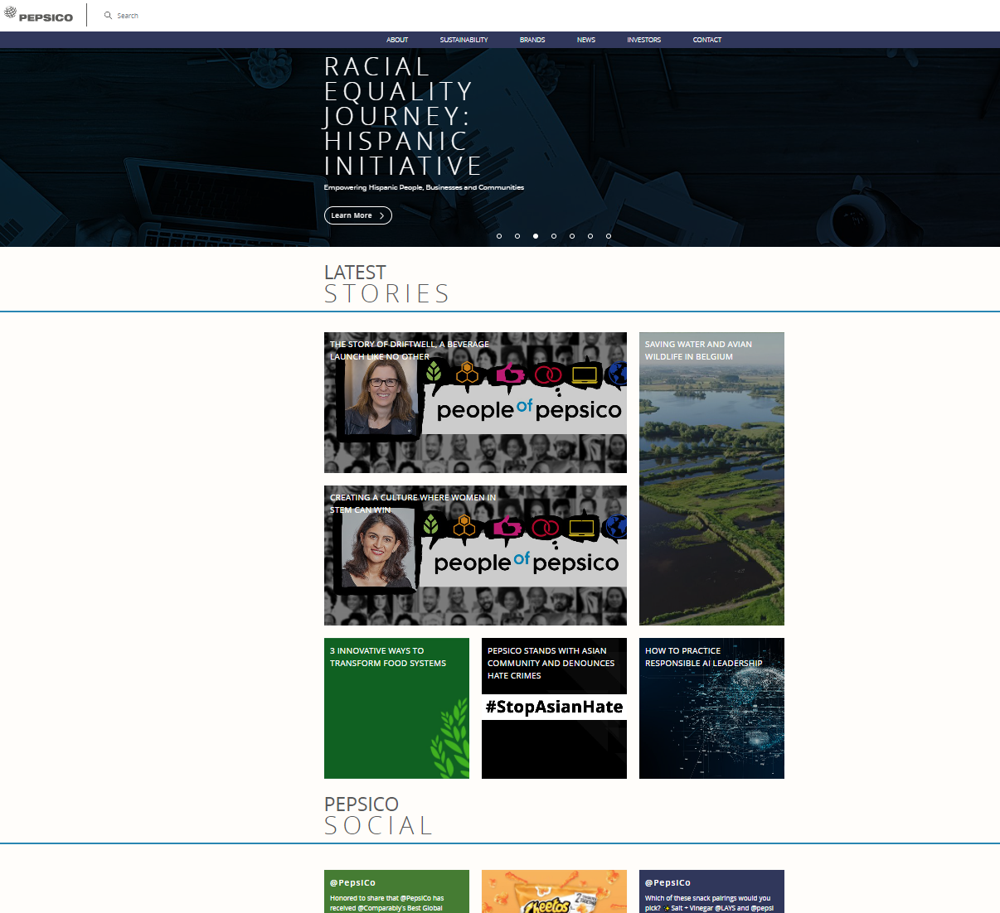 PEPSICO
Search
ABOUT
SUSTAINABILITY
BRANDS
NEWS
INVESTORS
CONTACT
RACIAL
EQUALITY
JOURNEY:
HISPANIC
INITIATIVE
Empowering Hispanic People, Businesses and Communities
Learn More
LATEST
STORIES
THE STORY OF DRIFTWELL, A BEVERAGE
LAUNCH LIKE NO OTHER
people of pepsico
SAVING WATER AND AVIAN
WILDLIFE IN BELGIUM
CREATING A CULTURE WHERE WOMEN IN
STEM CAN WIN
people of pepsico
3 INNOVATIVE WAYS TO
TRANSFORM FOOD SYSTEMS
PEPSICO STANDS WITH ASIAN
COMMUNITY AND DENOUNCES
HATE CRIMES
#StopAsianHate
HOW TO PRACTICE
RESPONSIBLE AI LEADERSHIP
PEPSICO
SOCIAL
@PepsiCo
Honored to share that @PepsiCo has
received @Comparably's Best Global
Cheetos
@PepsiCo
Which of these snack pairings would you
pick? ✨ Salt + Vinegar @LAYS and @pepsi